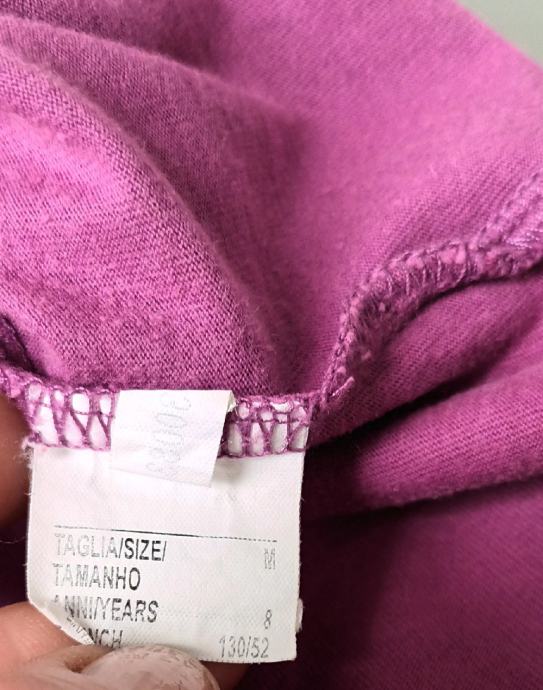 TAGLIA/SIZE/ M
TAMANHO
ANNI/YEARS 8
130/52